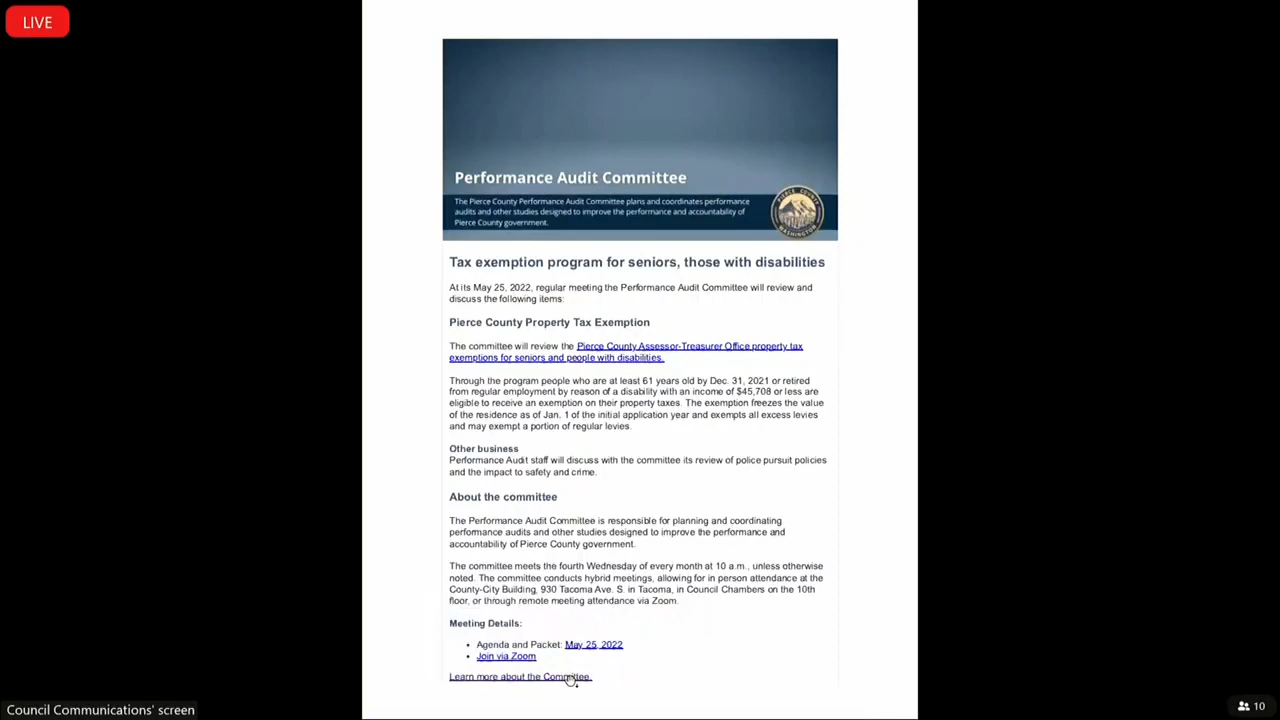 LIVE
Performance Audit Committee
The Pierce County Performance Audit Committee plans and coordinates performance
audits and other studies designed to improve the performance and accountability of
Pierce County government.
PIERCE COUNTY
WASHINGTON
Tax exemption program for seniors, those with disabilities
At its May 25, 2022, regular meeting the Performance Audit Committee will review and
discuss the following items:
Pierce County Property Tax Exemption
The committee will review the Pierce County Assessor-Treasurer Office property tax
exemptions for seniors and people with disabilities.
Through the program people who are at least 61 years old by Dec. 31, 2021 or retired
from regular employment by reason of a disability with an income of $45,708 or less are
eligible to receive an exemption on their property taxes. The exemption freezes the value
of the residence as of Jan. 1 of the initial application year and exempts all excess levies
and may exempt a portion of regular levies.
Other business
Performance Audit staff will discuss with the committee its review of police pursuit policies
and the impact to safety and crime.
About the committee
The Performance Audit Committee is responsible for planning and coordinating
performance audits and other studies designed to improve the performance and
accountability of Pierce County government.
The committee meets the fourth Wednesday of every month at 10 a.m., unless otherwise
noted. The committee conducts hybrid meetings, allowing for in person attendance at the
County-City Building, 930 Tacoma Ave. S. in Tacoma, in Council Chambers on the 10th
floor, or through remote meeting attendance via Zoom.
Meeting Details:
• Agenda and Packet: May 25, 2022
• Join via Zoom
Learn more about the Committee.
Council Communications' screen
10